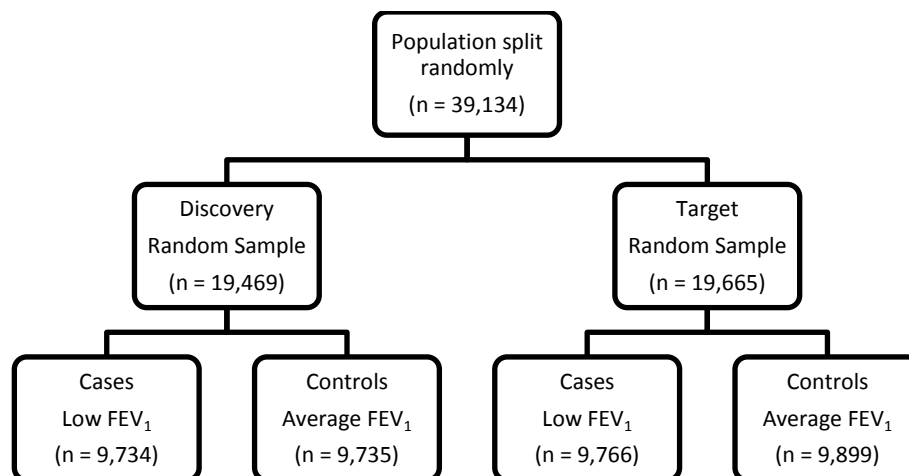 Population split
randomly
(n = 39,134)
Discovery
Random Sample
(n = 19,469)
Target
Random Sample
(n = 19,665)
Cases
Low FEV₁
(n = 9,734)
Controls
Average FEV₁
(n = 9,735)
Cases
Low FEV₁
(n = 9,766)
Controls
Average FEV₁
(n = 9,899)